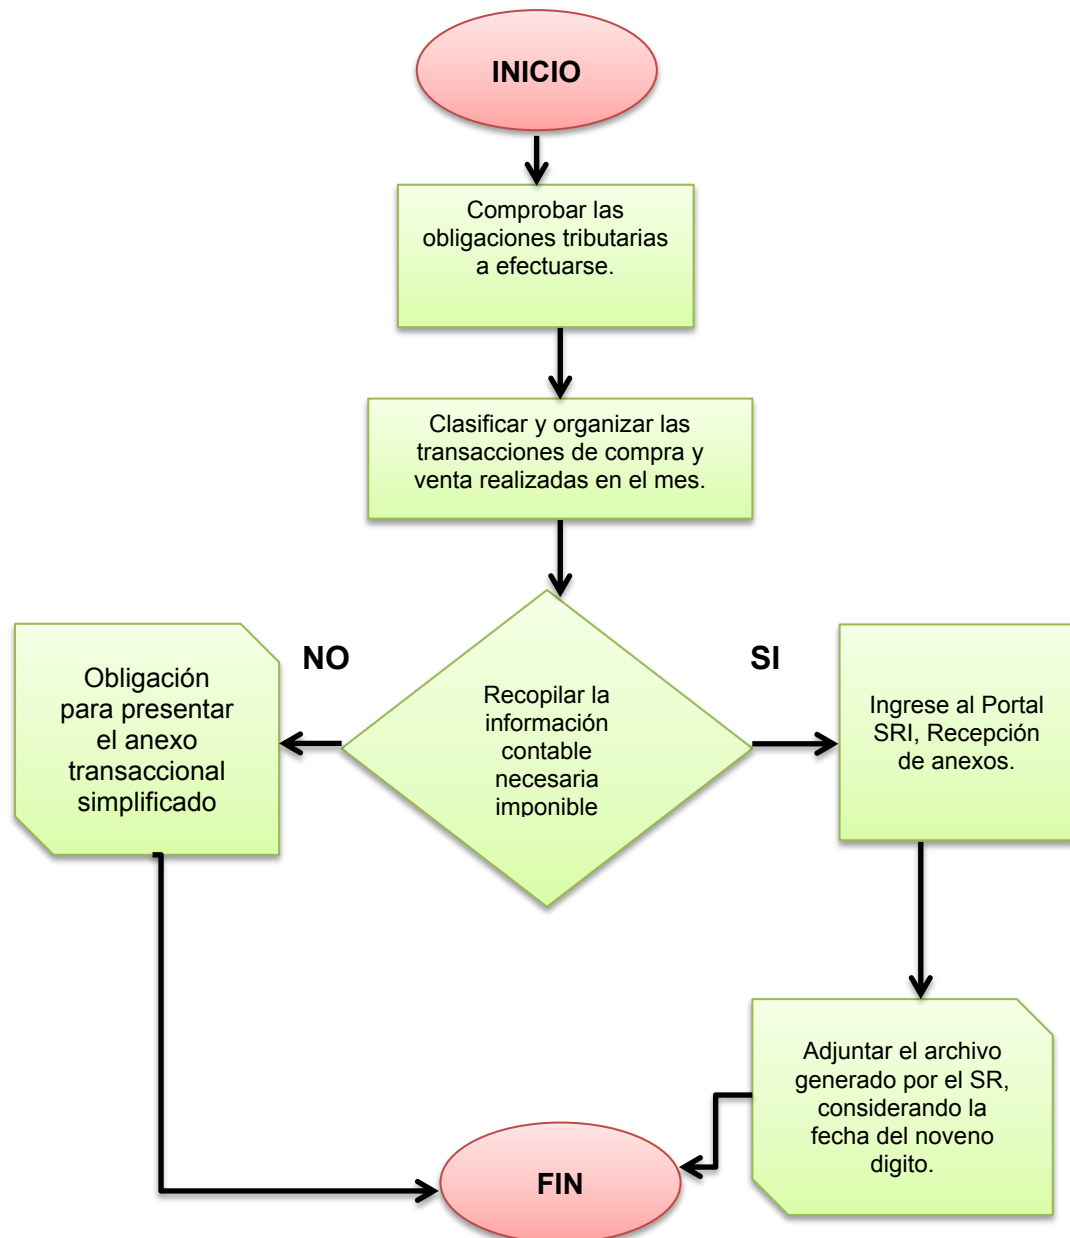 INICIO
Comprobar las
obligaciones tributarias
a efectuarse.
Clasificar y organizar las
transacciones de compra y
venta realizadas en el mes.
NO
SI
Obligación
para presentar
el anexo
transaccional
simplificado
Recopilar la
información
contable
necesaria
imponible
Ingrese al Portal
SRI, Recepción
de anexos.
Adjuntar el archivo
generado por el SR,
considerando la
fecha del noveno
digito.
FIN